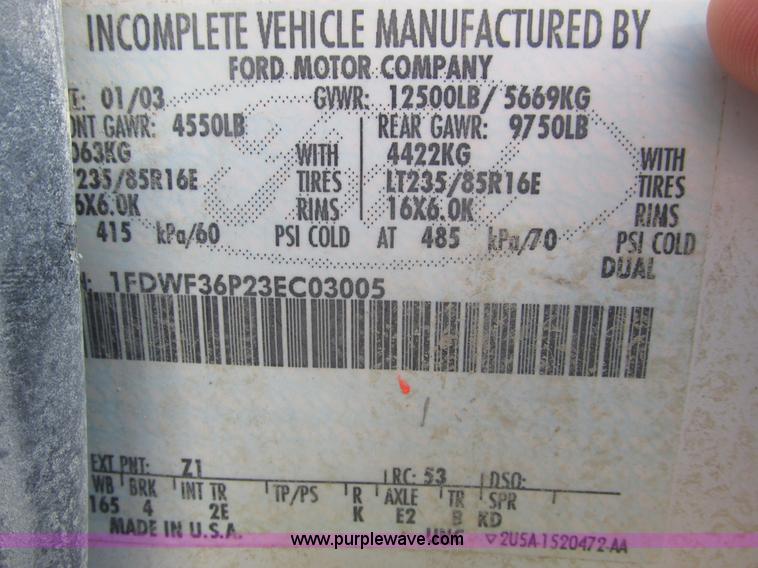 INCOMPLETE VEHICLE MANUFACTURED BY
FORD MOTOR COMPANY
T: 01/03 GVWR: 12500LB/ 5669KG
ONT GAWR: 4550LB REAR GAWR: 9750LB
063KG WITH 4422KG WITH
T235/85R16E TIRES LT235/85R16E TIRES
6X6.0K RIMS 16X6.0K RIMS
415 kPa/60 PSI COLD AT 485 kPa/70 PSI COLD
DUAL
1FDWF36P23EC03005
EXT PNT: Z1 RC: 53 DSO:
WB BRK INT TR TP/PS R AXLE TR SPR
165 4 2E K E2 B KD
MADE IN U.S.A. 2U5A-1520472-AA
www.purplewave.com